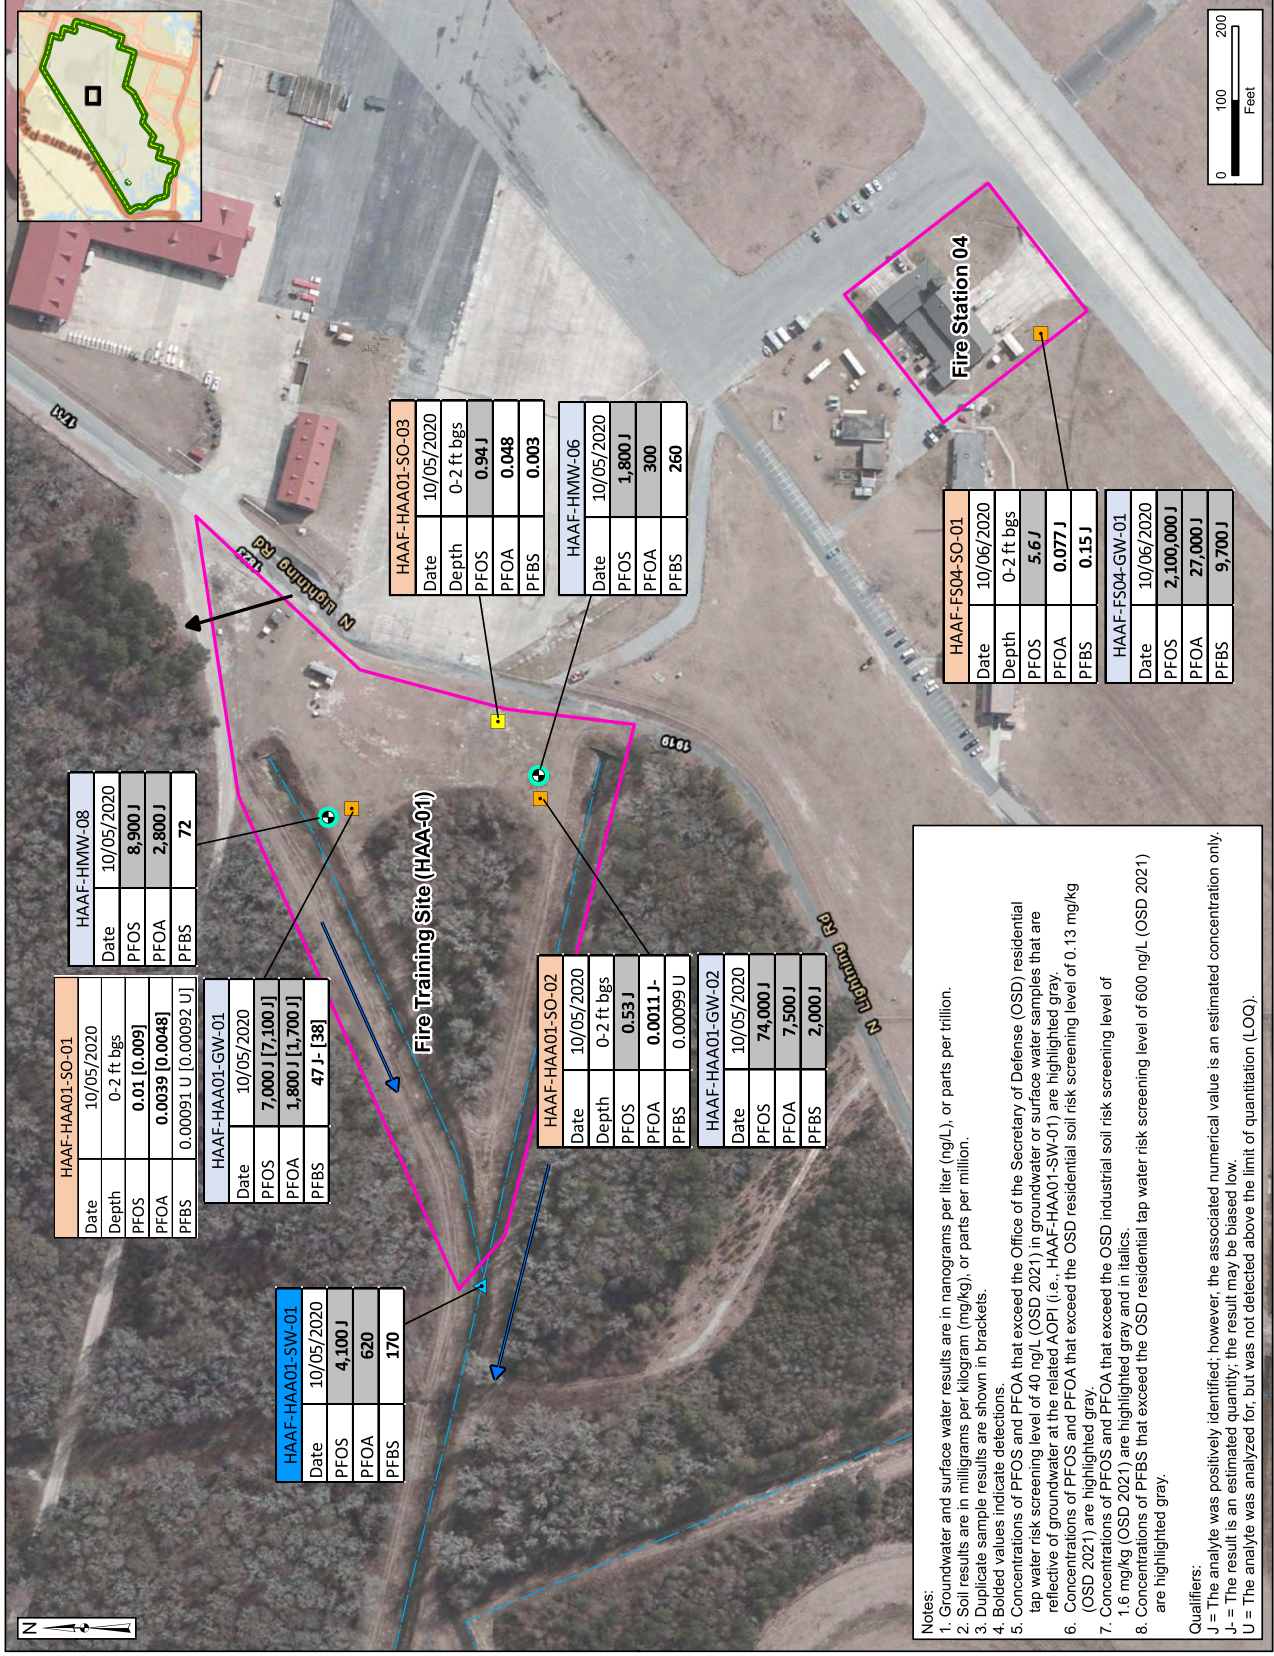 N
Veterans Pkwy
1711
1923
N Lightning Rd
1919
N Lightning Rd
Fire Training Site (HAA-01)
Fire Station 04
0 100 200
Feet
HAAF-HAA01-SO-01
Date 10/05/2020
Depth 0-2 ft bgs
PFOS 0.01 [0.009]
PFOA 0.0039 [0.0048]
PFBS 0.00091 U [0.00092 U]
HAAF-HMW-08
Date 10/05/2020
PFOS 8,900 J
PFOA 2,800 J
PFBS 72
HAAF-HAA01-GW-01
Date 10/05/2020
PFOS 7,000 J [7,100 J]
PFOA 1,800 J [1,700 J]
PFBS 47 J- [38]
HAAF-HAA01-SW-01
Date 10/05/2020
PFOS 4,100 J
PFOA 620
PFBS 170
HAAF-HAA01-SO-03
Date 10/05/2020
Depth 0-2 ft bgs
PFOS 0.94 J
PFOA 0.048
PFBS 0.003
HAAF-HMW-06
Date 10/05/2020
PFOS 1,800 J
PFOA 300
PFBS 260
HAAF-HAA01-SO-02
Date 10/05/2020
Depth 0-2 ft bgs
PFOS 0.53 J
PFOA 0.0011 J-
PFBS 0.00099 U
HAAF-HAA01-GW-02
Date 10/05/2020
PFOS 74,000 J
PFOA 7,500 J
PFBS 2,000 J
HAAF-FS04-SO-01
Date 10/06/2020
Depth 0-2 ft bgs
PFOS 5.6 J
PFOA 0.077 J
PFBS 0.15 J
HAAF-FS04-GW-01
Date 10/06/2020
PFOS 2,100,000 J
PFOA 27,000 J
PFBS 9,700 J
Notes:
1. Groundwater and surface water results are in nanograms per liter (ng/L), or parts per trillion.
2. Soil results are in milligrams per kilogram (mg/kg), or parts per million.
3. Duplicate sample results are shown in brackets.
4. Bolded values indicate detections.
5. Concentrations of PFOS and PFOA that exceed the Office of the Secretary of Defense (OSD) residential
tap water risk screening level of 40 ng/L (OSD 2021) in groundwater or surface water samples that are
reflective of groundwater at the related AOPI (i.e., HAAF-HAA01-SW-01) are highlighted gray.
6. Concentrations of PFOS and PFOA that exceed the OSD residential soil risk screening level of 0.13 mg/kg
(OSD 2021) are highlighted gray.
7. Concentrations of PFOS and PFOA that exceed the OSD industrial soil risk screening level of
1.6 mg/kg (OSD 2021) are highlighted gray and in italics.
8. Concentrations of PFBS that exceed the OSD residential tap water risk screening level of 600 ng/L (OSD 2021)
are highlighted gray.
Qualifiers:
J = The analyte was positively identified; however, the associated numerical value is an estimated concentration only.
J- = The result is an estimated quantity; the result may be biased low.
U = The analyte was analyzed for, but was not detected above the limit of quantitation (LOQ).